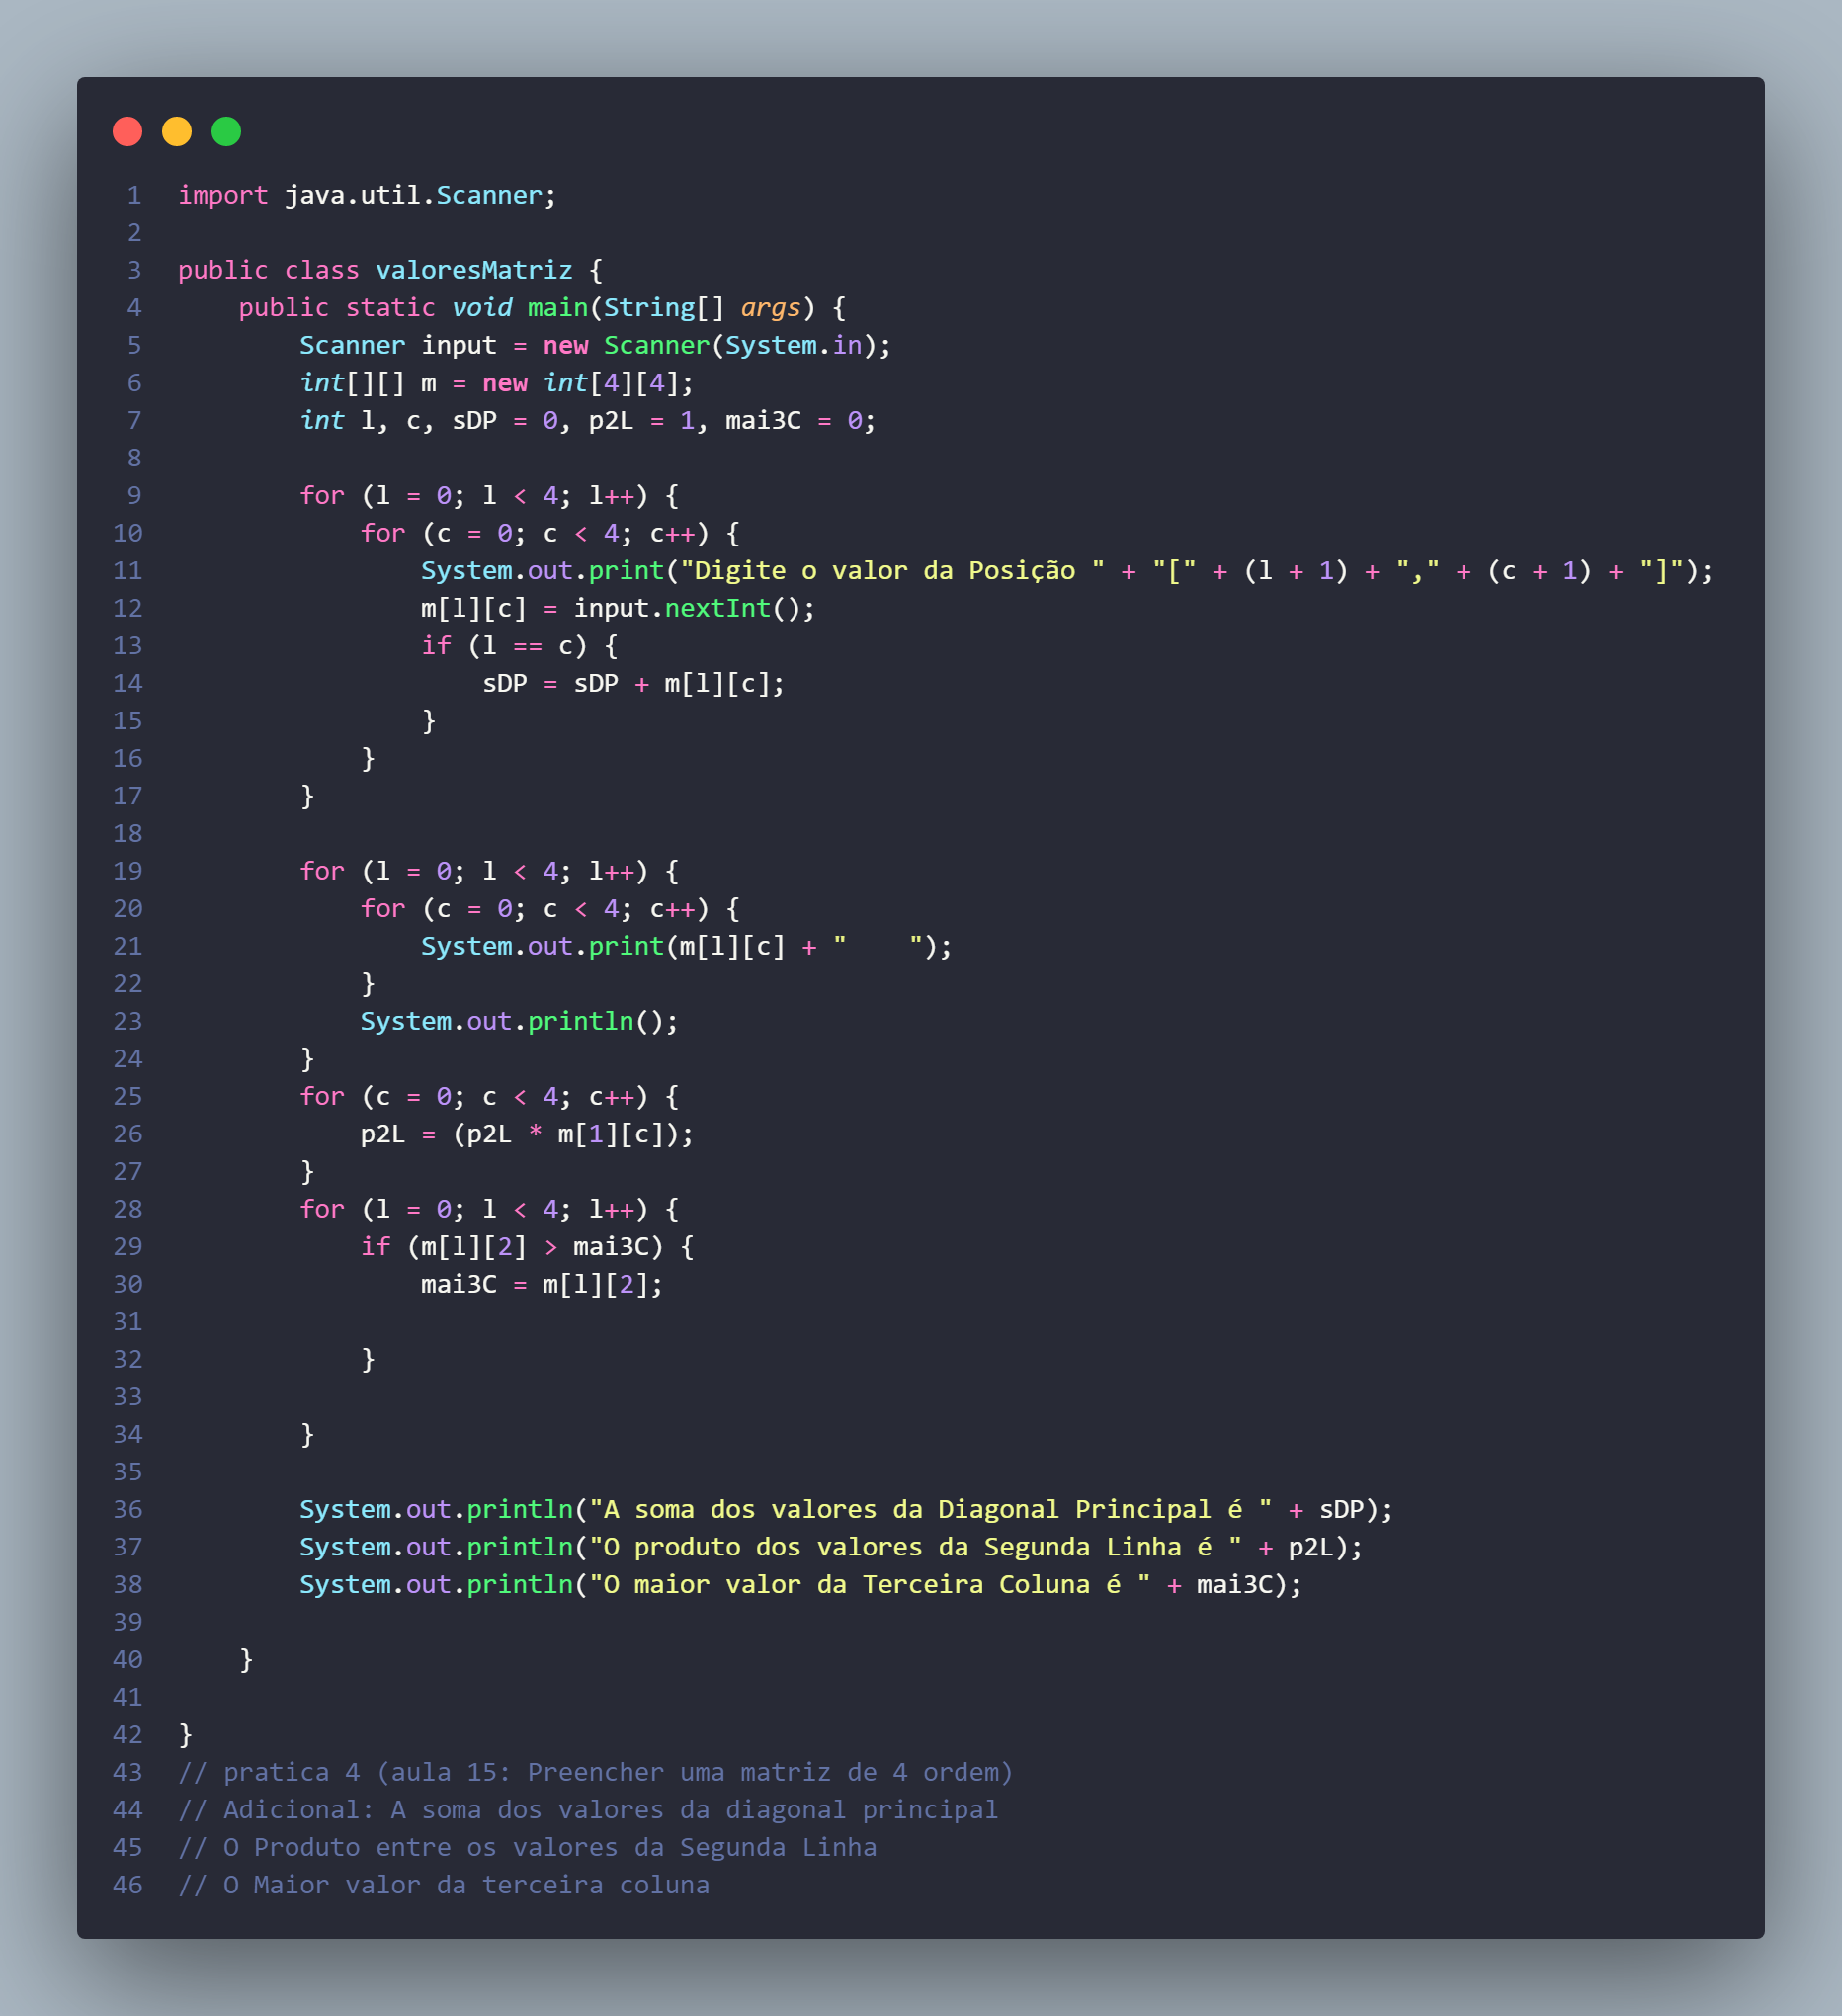 1 import java.util.Scanner;
2
3 public class valoresMatriz {
4     public static void main(String[] args) {
5         Scanner input = new Scanner(System.in);
6         int[][] m = new int[4][4];
7         int l, c, sDP = 0, p2L = 1, mai3C = 0;
8
9         for (l = 0; l < 4; l++) {
10             for (c = 0; c < 4; c++) {
11                 System.out.print("Digite o valor da Posição " + "[" + (l + 1) + "," + (c + 1) + "]");
12                 m[l][c] = input.nextInt();
13                 if (l == c) {
14                     sDP = sDP + m[l][c];
15                 }
16             }
17         }
18
19         for (l = 0; l < 4; l++) {
20             for (c = 0; c < 4; c++) {
21                 System.out.print(m[l][c] + "    ");
22             }
23             System.out.println();
24         }
25         for (c = 0; c < 4; c++) {
26             p2L = (p2L * m[1][c]);
27         }
28         for (l = 0; l < 4; l++) {
29             if (m[l][2] > mai3C) {
30                 mai3C = m[l][2];
31
32             }
33
34         }
35
36         System.out.println("A soma dos valores da Diagonal Principal é " + sDP);
37         System.out.println("O produto dos valores da Segunda Linha é " + p2L);
38         System.out.println("O maior valor da Terceira Coluna é " + mai3C);
39
40     }
41
42 }
43 // pratica 4 (aula 15: Preencher uma matriz de 4 ordem)
44 // Adicional: A soma dos valores da diagonal principal
45 // O Produto entre os valores da Segunda Linha
46 // O Maior valor da terceira coluna